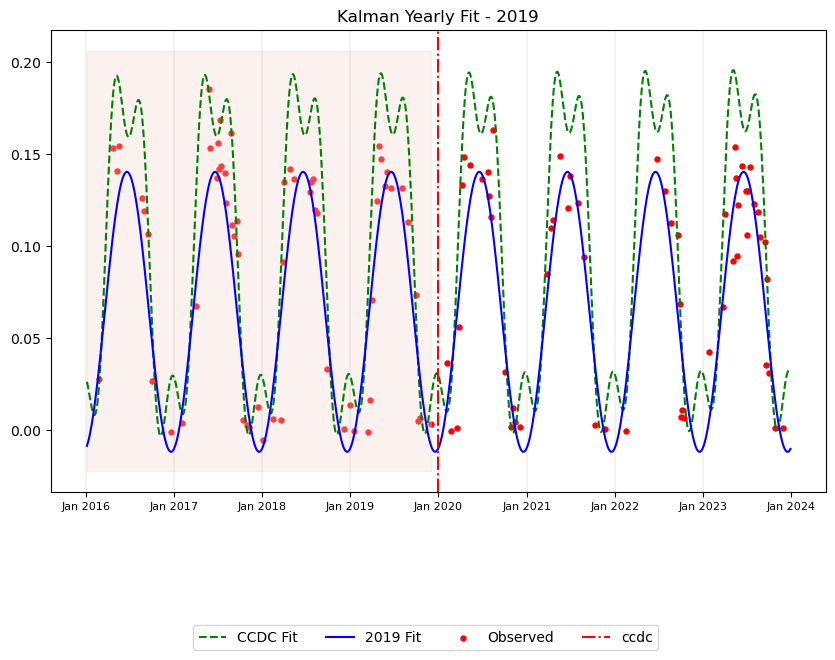 Kalman Yearly Fit - 2019
0.20
0.15
0.10
0.05
0.00
Jan 2016 Jan 2017 Jan 2018 Jan 2019 Jan 2020 Jan 2021 Jan 2022 Jan 2023 Jan 2024
CCDC Fit 2019 Fit Observed ccdc